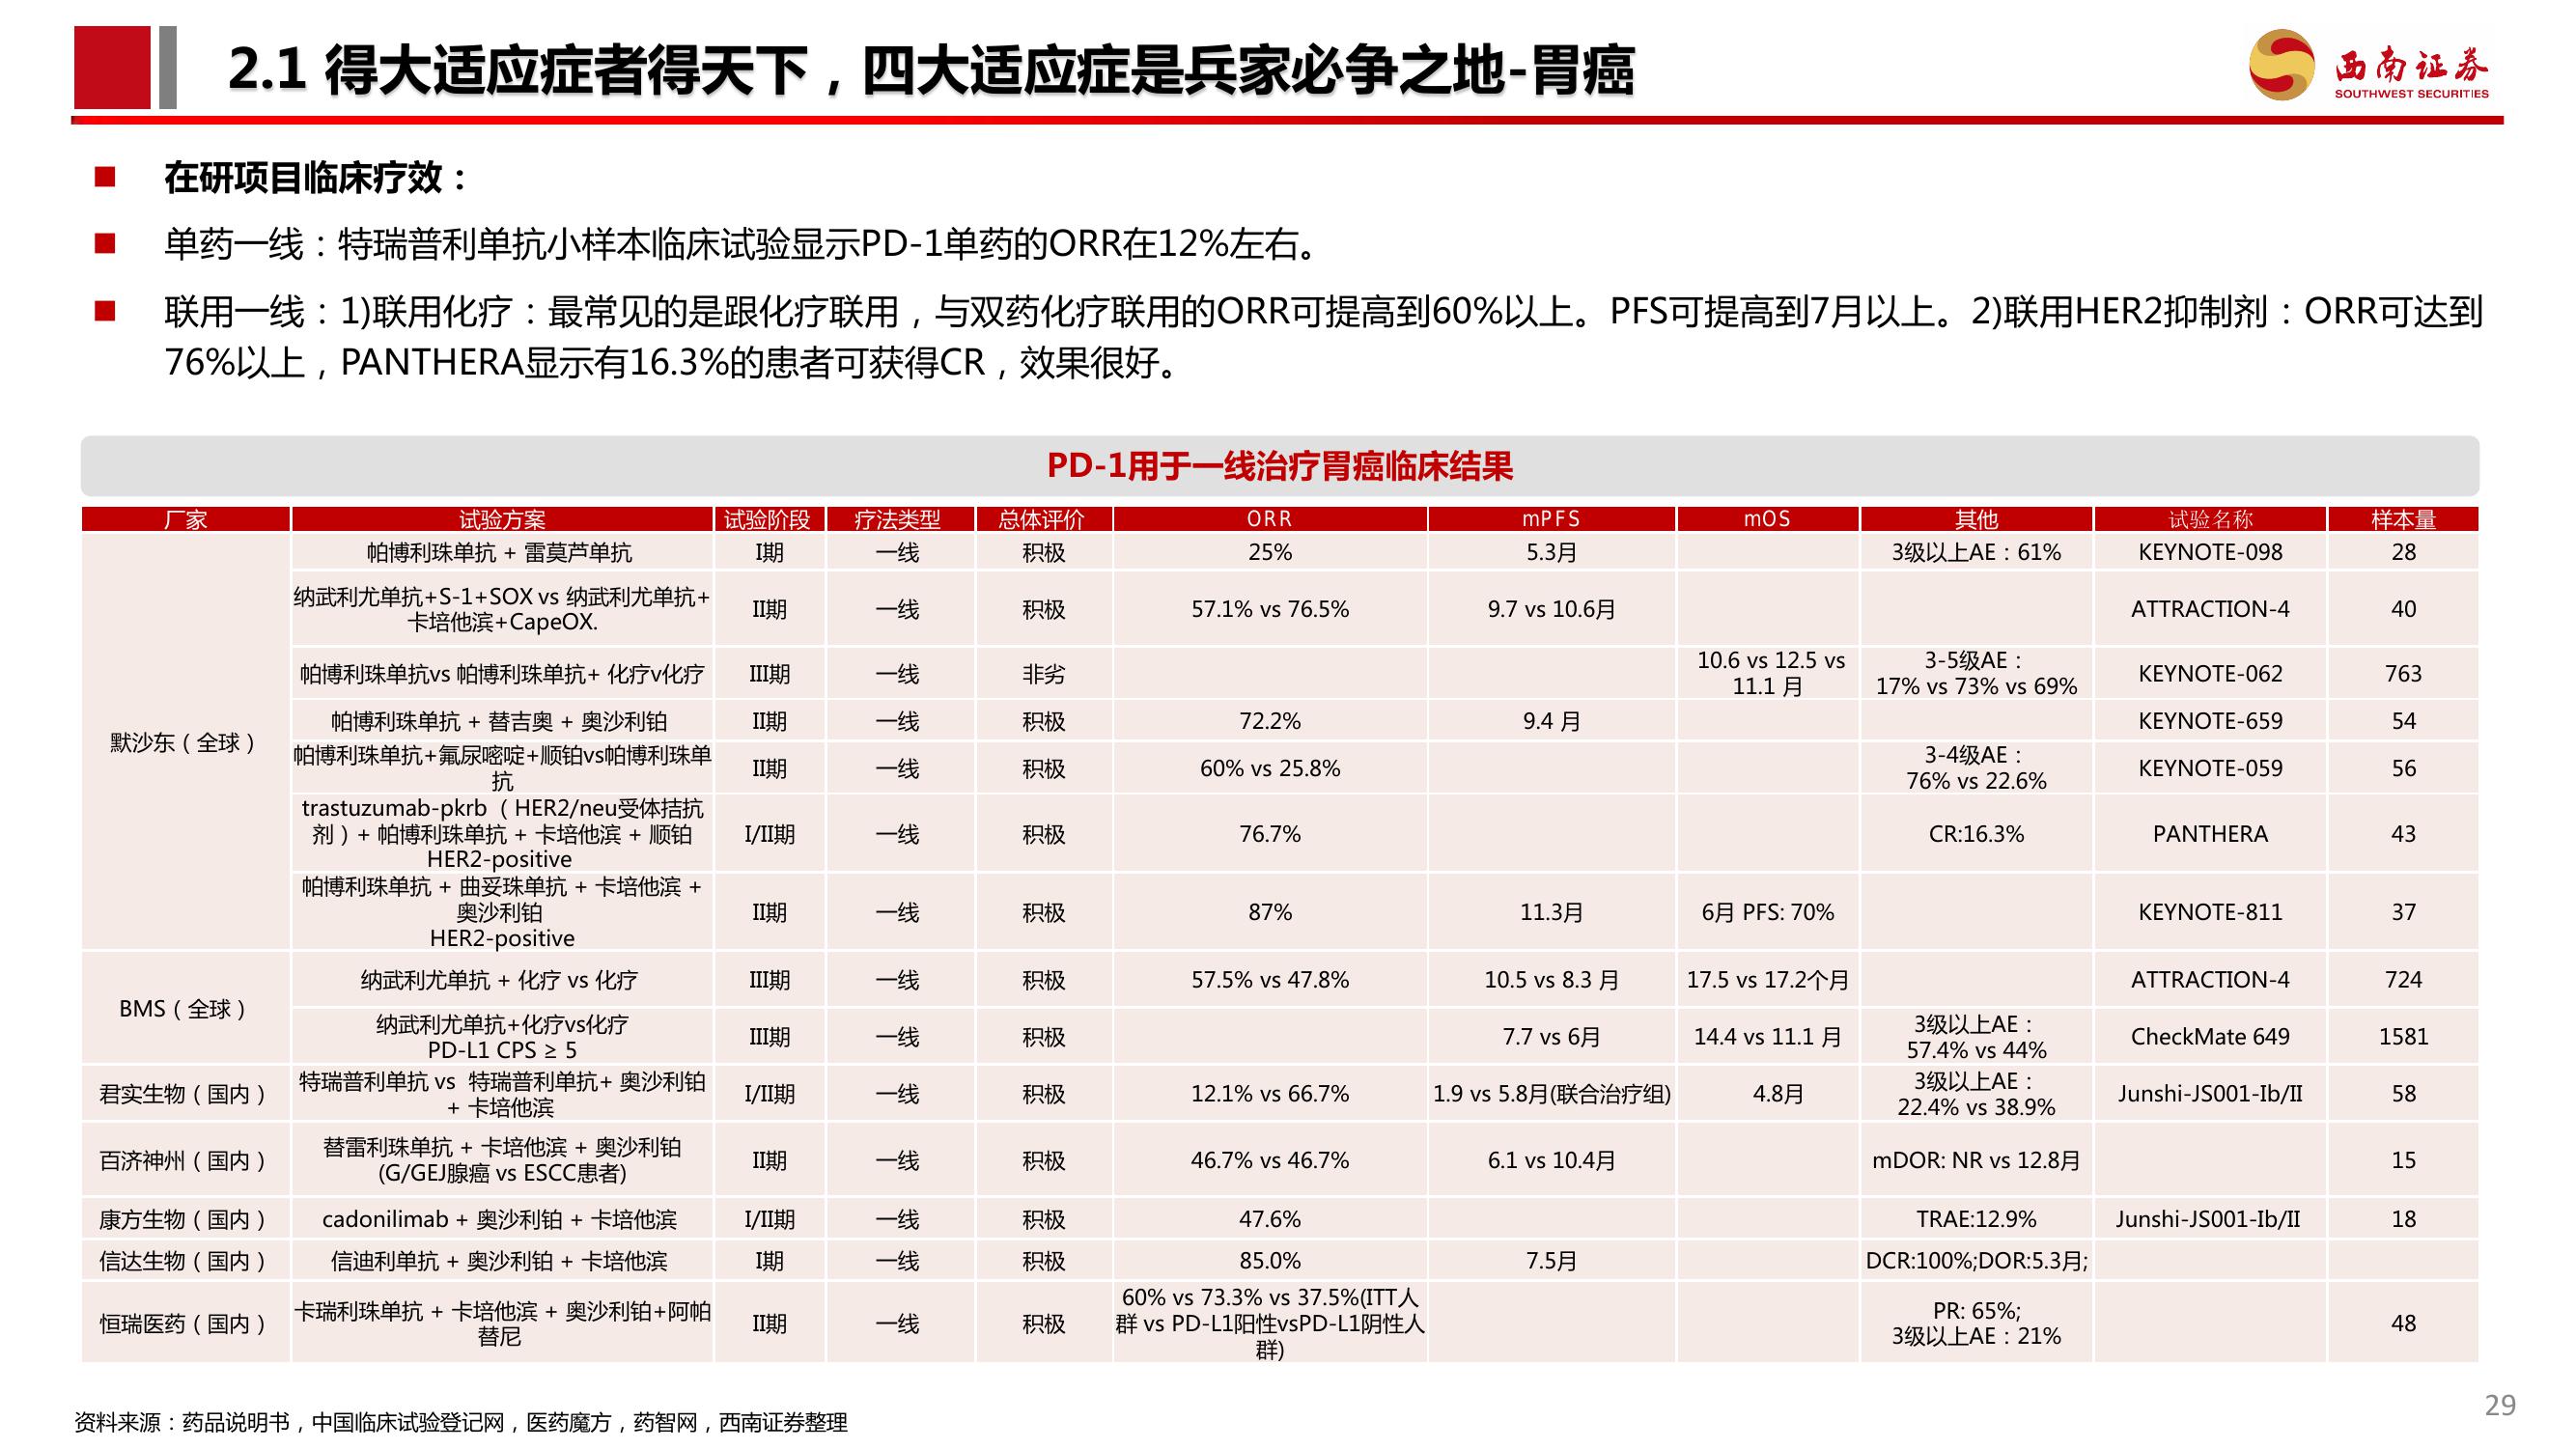 2.1 得大适应症者得天下，四大适应症是兵家必争之地-胃癌
西南证券
SOUTHWEST SECURITIES
在研项目临床疗效：
单药一线：特瑞普利单抗小样本临床试验显示PD-1单药的ORR在12%左右。
联用一线：1)联用化疗：最常见的是跟化疗联用，与双药化疗联用的ORR可提高到60%以上。PFS可提高到7月以上。2)联用HER2抑制剂：ORR可达到
76%以上，PANTHERA显示有16.3%的患者可获得CR，效果很好。
PD-1用于一线治疗胃癌临床结果
厂家 试验方案 试验阶段 疗法类型 总体评价 ORR mPFS mOS 其他 试验名称 样本量
默沙东（全球）
帕博利珠单抗 + 雷莫芦单抗 I期 一线 积极 25% 5.3月 3级以上AE：61% KEYNOTE-098 28
纳武利尤单抗+S-1+SOX vs 纳武利尤单抗+
卡培他滨+CapeOX.
II期 一线 积极 57.1% vs 76.5% 9.7 vs 10.6月 ATTRACTION-4 40
帕博利珠单抗vs 帕博利珠单抗+ 化疗v化疗 III期 一线 非劣
10.6 vs 12.5 vs
11.1 月
3-5级AE：
17% vs 73% vs 69%
KEYNOTE-062 763
帕博利珠单抗 + 替吉奥 + 奥沙利铂 II期 一线 积极 72.2% 9.4 月 KEYNOTE-659 54
帕博利珠单抗+氟尿嘧啶+顺铂vs帕博利珠单
抗
II期 一线 积极 60% vs 25.8%
3-4级AE：
76% vs 22.6%
KEYNOTE-059 56
trastuzumab-pkrb（HER2/neu受体拮抗
剂）+ 帕博利珠单抗 + 卡培他滨 + 顺铂
HER2-positive
I/II期 一线 积极 76.7% CR:16.3% PANTHERA 43
帕博利珠单抗 + 曲妥珠单抗 + 卡培他滨 +
奥沙利铂
HER2-positive
II期 一线 积极 87% 11.3月 6月 PFS: 70% KEYNOTE-811 37
BMS（全球）
纳武利尤单抗 + 化疗 vs 化疗 III期 一线 积极 57.5% vs 47.8% 10.5 vs 8.3 月 17.5 vs 17.2个月 ATTRACTION-4 724
纳武利尤单抗+化疗vs化疗
PD-L1 CPS ≥ 5
III期 一线 积极 7.7 vs 6月 14.4 vs 11.1 月
3级以上AE：
57.4% vs 44%
CheckMate 649 1581
君实生物（国内）
特瑞普利单抗 vs 特瑞普利单抗+ 奥沙利铂
+ 卡培他滨
I/II期 一线 积极 12.1% vs 66.7% 1.9 vs 5.8月(联合治疗组) 4.8月
3级以上AE：
22.4% vs 38.9%
Junshi-JS001-Ib/II 58
百济神州（国内）
替雷利珠单抗 + 卡培他滨 + 奥沙利铂
(G/GEJ腺癌 vs ESCC患者)
II期 一线 积极 46.7% vs 46.7% 6.1 vs 10.4月 mDOR: NR vs 12.8月 15
康方生物（国内） cadonilimab + 奥沙利铂 + 卡培他滨 I/II期 一线 积极 47.6% TRAE:12.9% Junshi-JS001-Ib/II 18
信达生物（国内） 信迪利单抗 + 奥沙利铂 + 卡培他滨 I期 一线 积极 85.0% 7.5月 DCR:100%;DOR:5.3月;
恒瑞医药（国内）
卡瑞利珠单抗 + 卡培他滨 + 奥沙利铂+阿帕
替尼
II期 一线 积极
60% vs 73.3% vs 37.5%(ITT人
群 vs PD-L1阳性vsPD-L1阴性人
群)
PR: 65%;
3级以上AE：21%
48
资料来源：药品说明书，中国临床试验登记网，医药魔方，药智网，西南证券整理
29